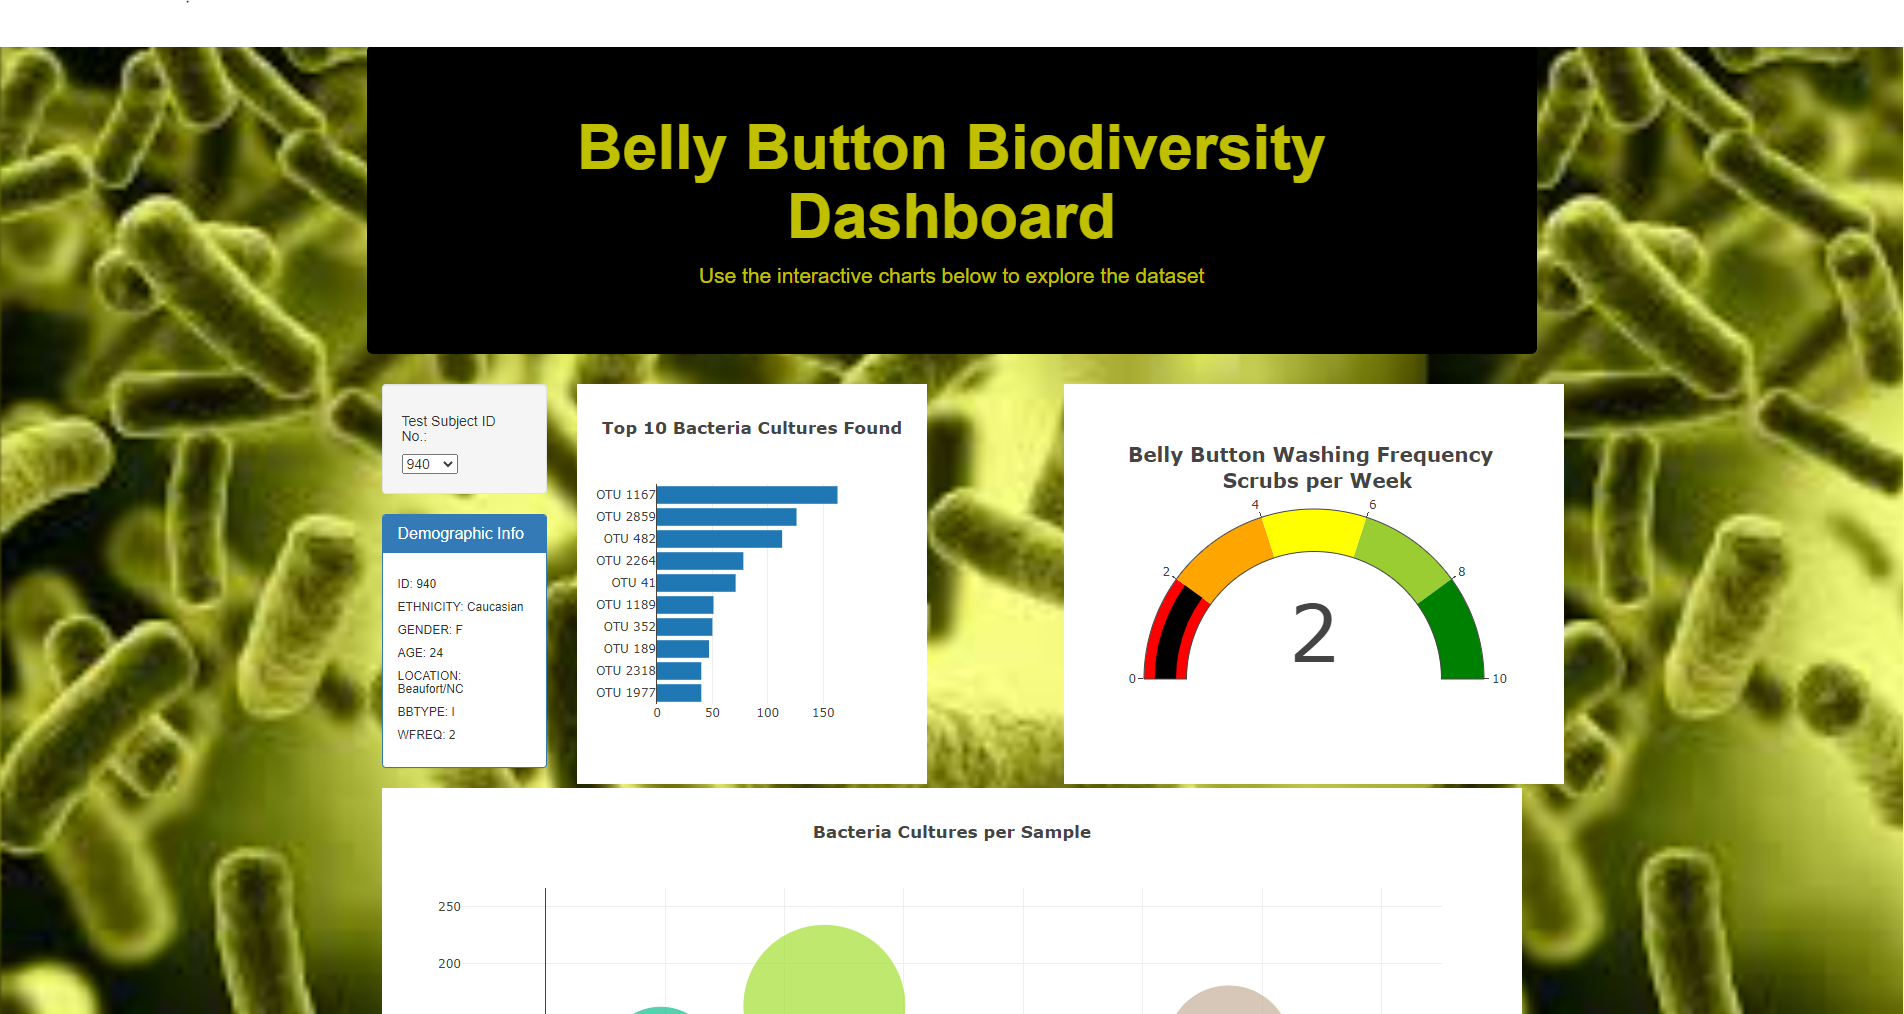 Belly Button Biodiversity
Dashboard
Use the interactive charts below to explore the dataset
Test Subject ID
No.:
940
Demographic Info
ID: 940
ETHNICITY: Caucasian
GENDER: F
AGE: 24
LOCATION:
Beaufort/NC
BBTYPE: I
WFREQ: 2
Top 10 Bacteria Cultures Found
OTU 1167
OTU 2859
OTU 482
OTU 2264
OTU 41
OTU 1189
OTU 352
OTU 189
OTU 2318
OTU 1977
0 50 100 150
Belly Button Washing Frequency
Scrubs per Week
4 6
2 8
2
0 10
Bacteria Cultures per Sample
250
200